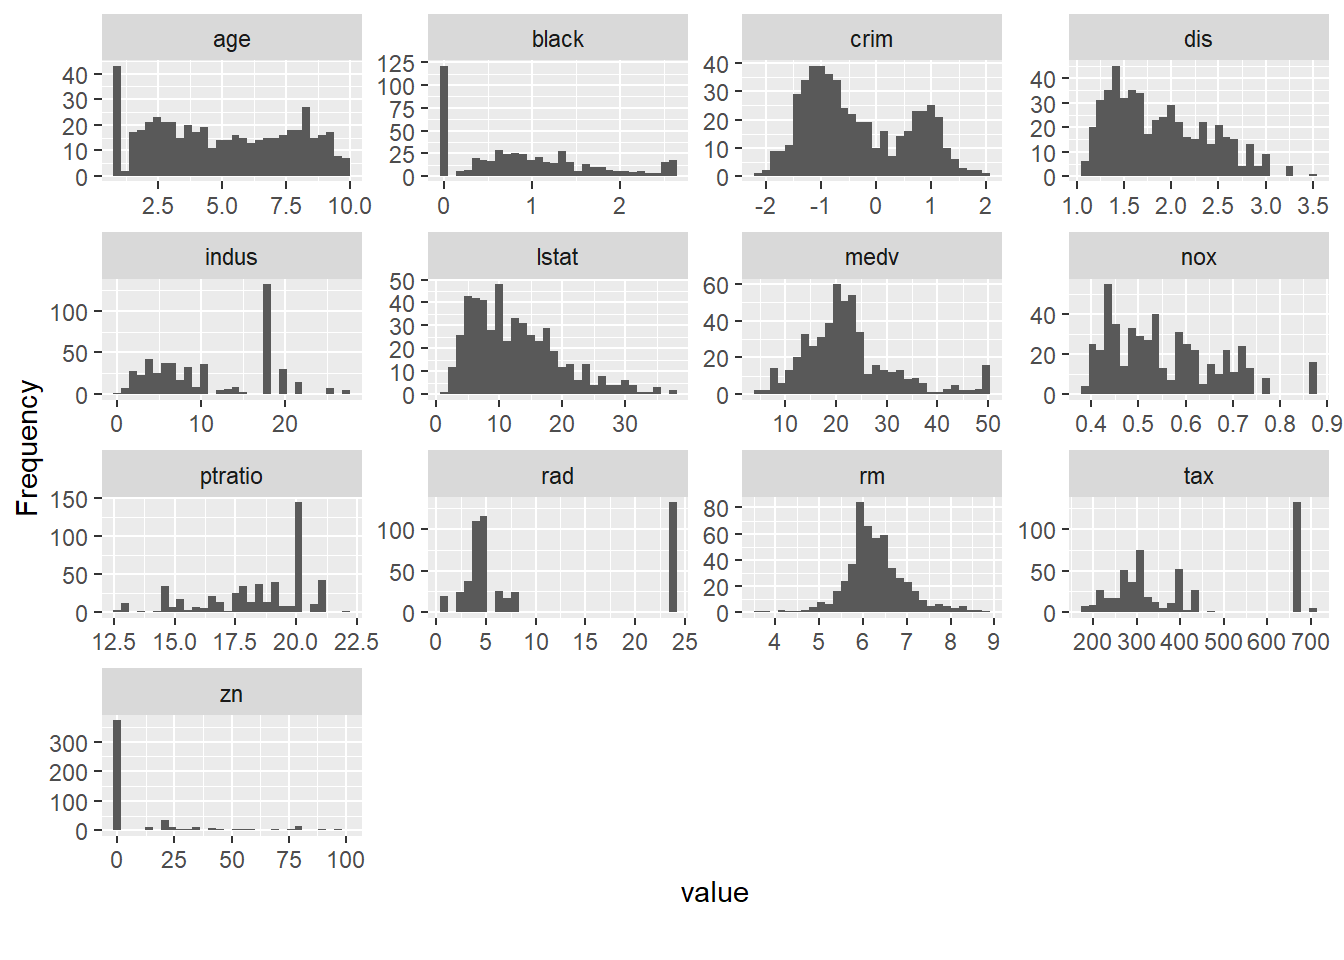 age black crim dis
40 30 20 10 0
125 100 75 50 25 0
40 30 20 10 0
40 30 20 10 0
2.5 5.0 7.5 10.0
0 1 2
-2 -1 0 1 2
1.0 1.5 2.0 2.5 3.0 3.5
indus lstat medv nox
100 50 0
50 40 30 20 10 0
60 40 20 0
40 20 0
0 10 20
0 10 20 30
10 20 30 40 50
0.4 0.5 0.6 0.7 0.8 0.9
ptratio rad rm tax
150 100 50 0
100 50 0
80 60 40 20 0
100 50 0
12.5 15.0 17.5 20.0 22.5
0 5 10 15 20 25
4 5 6 7 8 9
200 300 400 500 600 700
zn
300 200 100 0
0 25 50 75 100
Frequency
value